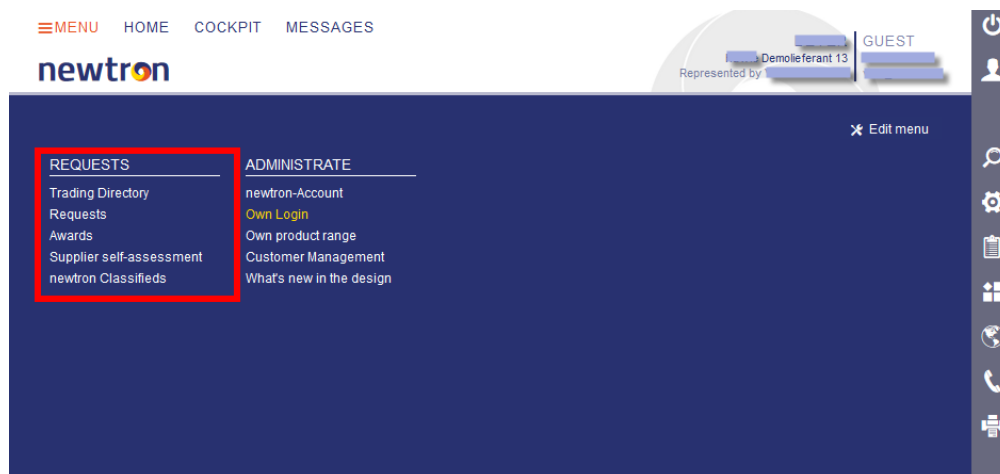 MENU HOME COCKPIT MESSAGES
GUEST
newtron
Demolieferant 13
Represented by
Edit menu
REQUESTS
Trading Directory
Requests
Awards
Supplier self-assessment
newtron Classifieds
ADMINISTRATE
newtron-Account
Own Login
Own product range
Customer Management
What's new in the design